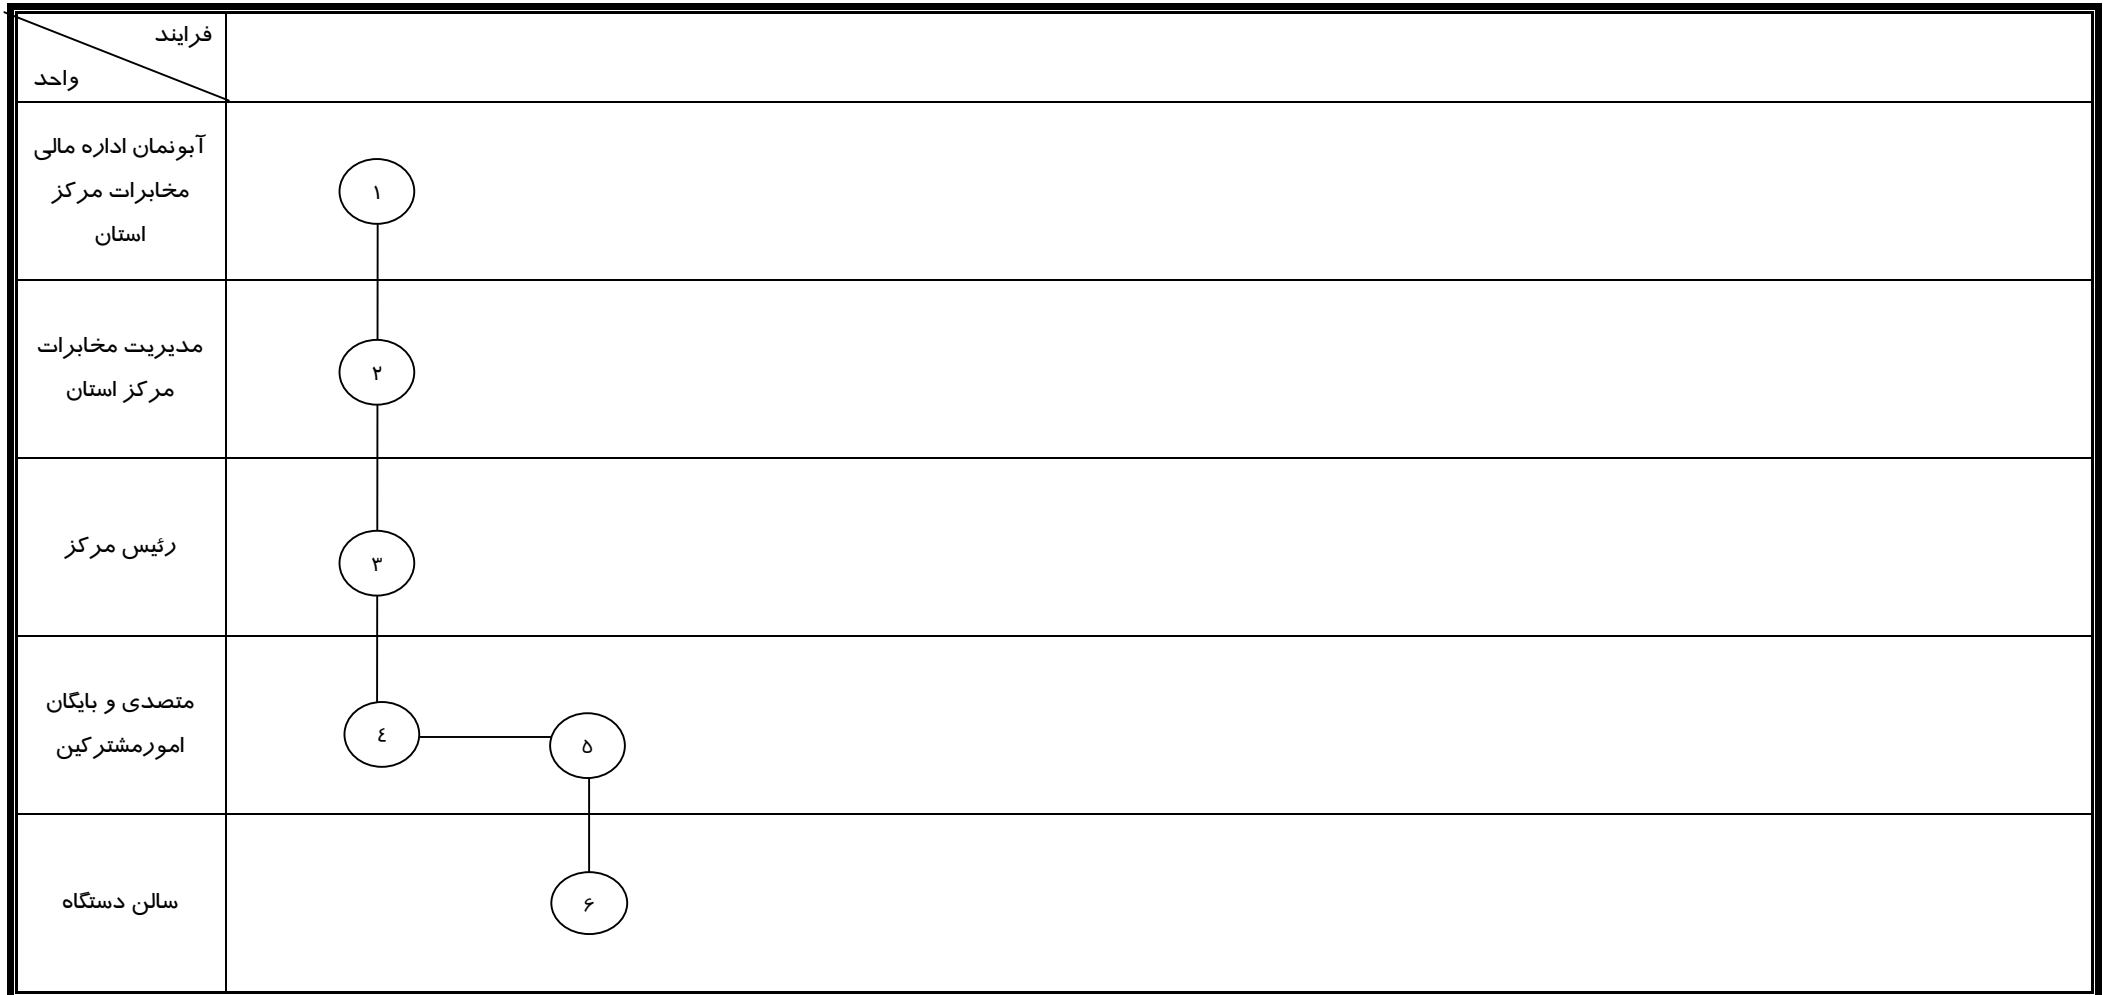 فرایند
واحد
آبونمان اداره مالی
مخابرات مرکز
استان
۱
مدیریت مخابرات
مرکز استان
۲
رئیس مرکز
۳
متصدی و بایگان
امورمشترکین
٤
۵
سالن دستگاه
۶